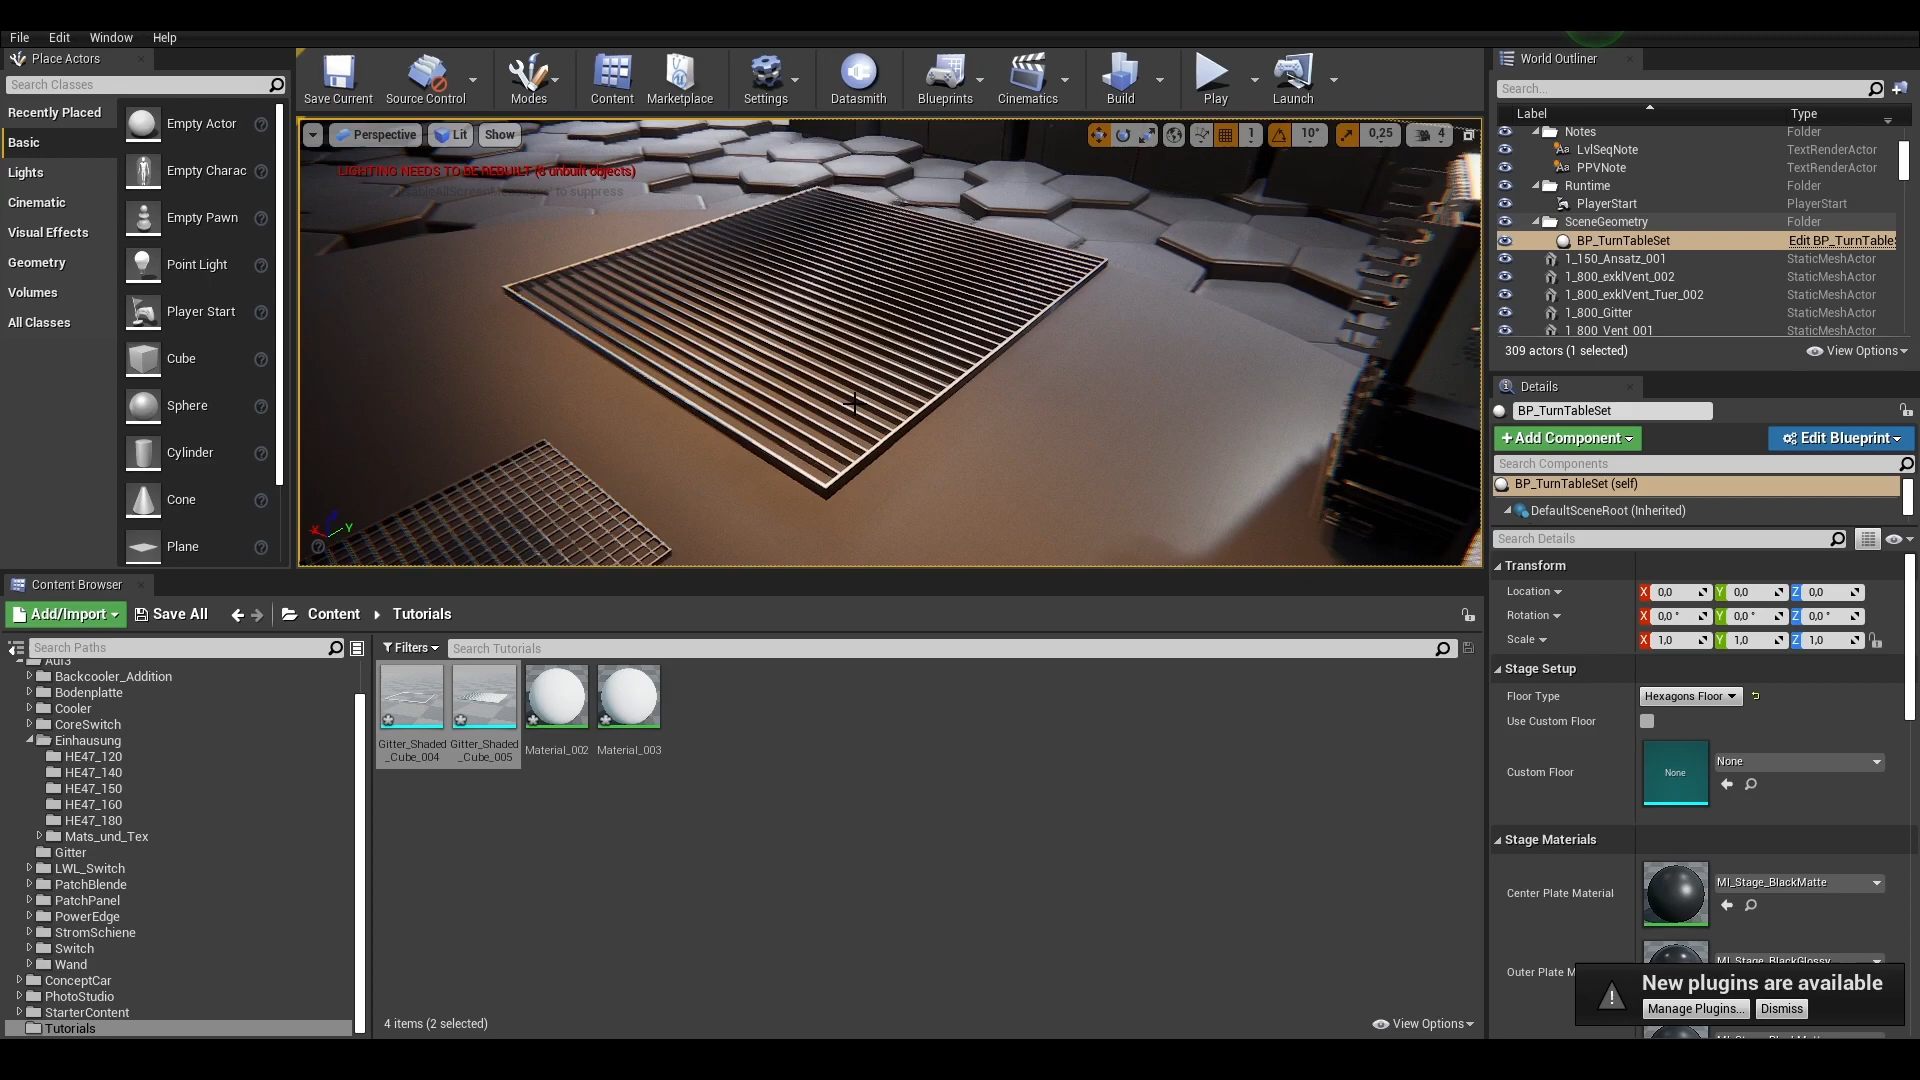 File Edit Window Help
Place Actors
Search Classes
Recently Placed
Basic
Lights
Cinematic
Visual Effects
Geometry
Volumes
All Classes
Empty Actor
Empty Charac
Empty Pawn
Point Light
Player Start
Cube
Sphere
Cylinder
Cone
Plane
Save Current
Source Control
Modes
Content
Marketplace
Settings
Datasmith
Blueprints
Cinematics
Build
Play
Launch
Perspective
Lit
Show
1
10°
0,25
4
LIGHTING NEEDS TO BE REBUILT (8 unbuilt objects)
to suppress
X
Y
World Outliner
Search...
Label Type
Notes Folder
LvlSeqNote TextRenderActor
PPVNote TextRenderActor
Runtime Folder
PlayerStart PlayerStart
SceneGeometry Folder
BP_TurnTableSet Edit BP_TurnTable
1_150_Ansatz_001 StaticMeshActor
1_800_exklVent_002 StaticMeshActor
1_800_exklVent_Tuer_002 StaticMeshActor
1_800_Gitter StaticMeshActor
1_800_Vent_001 StaticMeshActor
309 actors (1 selected) View Options
Details
BP_TurnTableSet
+Add Component Edit Blueprint
Search Components
BP_TurnTableSet (self)
DefaultSceneRoot (Inherited)
Search Details
Transform
Location X 0,0 Y 0,0 Z 0,0
Rotation X 0,0 ° Y 0,0 ° Z 0,0 °
Scale X 1,0 Y 1,0 Z 1,0
Stage Setup
Floor Type Hexagons Floor
Use Custom Floor
Custom Floor None None
Stage Materials
Center Plate Material MI_Stage_BlackMatte
Outer Plate M MI_Stage_BlackGlossy
New plugins are available
Manage Plugins... Dismiss
Content Browser
Add/Import Save All Content Tutorials
Search Paths
Filters Search Tutorials
Backcooler_Addition
Bodenplatte
Cooler
CoreSwitch
Einhausung
HE47_120
HE47_140
HE47_150
HE47_160
HE47_180
Mats_und_Tex
Gitter
LWL_Switch
PatchBlende
PatchPanel
PowerEdge
StromSchiene
Switch
Wand
ConceptCar
PhotoStudio
StarterContent
Tutorials
Gitter_Shaded
_Cube_004
Gitter_Shaded
_Cube_005
Material_002
Material_003
4 items (2 selected) View Options